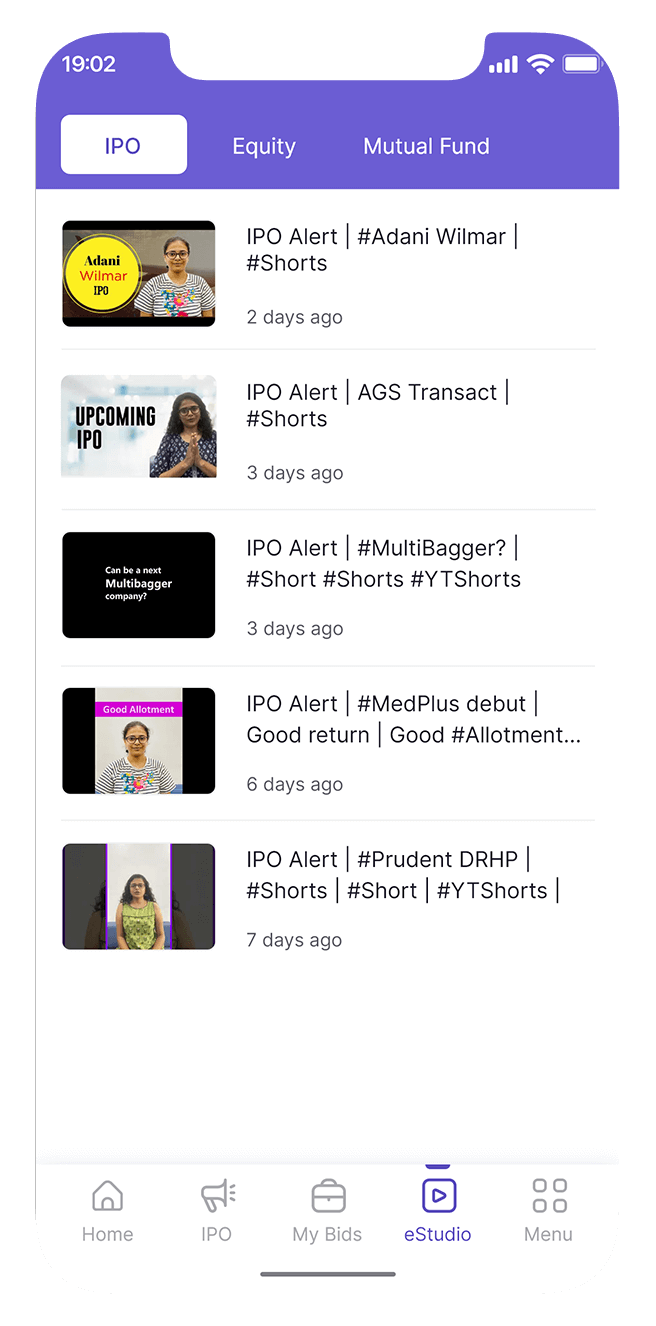 19:02
IPO
Equity
Mutual Fund
Adani
Wilmar
IPO
IPO Alert | #Adani Wilmar |
#Shorts
2 days ago
UPCOMING
IPO
IPO Alert | AGS Transact |
#Shorts
3 days ago
Can be a next
Multibagger
company?
IPO Alert | #MultiBagger? |
#Short #Shorts #YTShorts
3 days ago
Good Allotment
IPO Alert | #MedPlus debut |
Good return | Good #Allotment...
6 days ago
IPO Alert | #Prudent DRHP |
#Shorts | #Short | #YTShorts |
7 days ago
Home
IPO
My Bids
eStudio
Menu